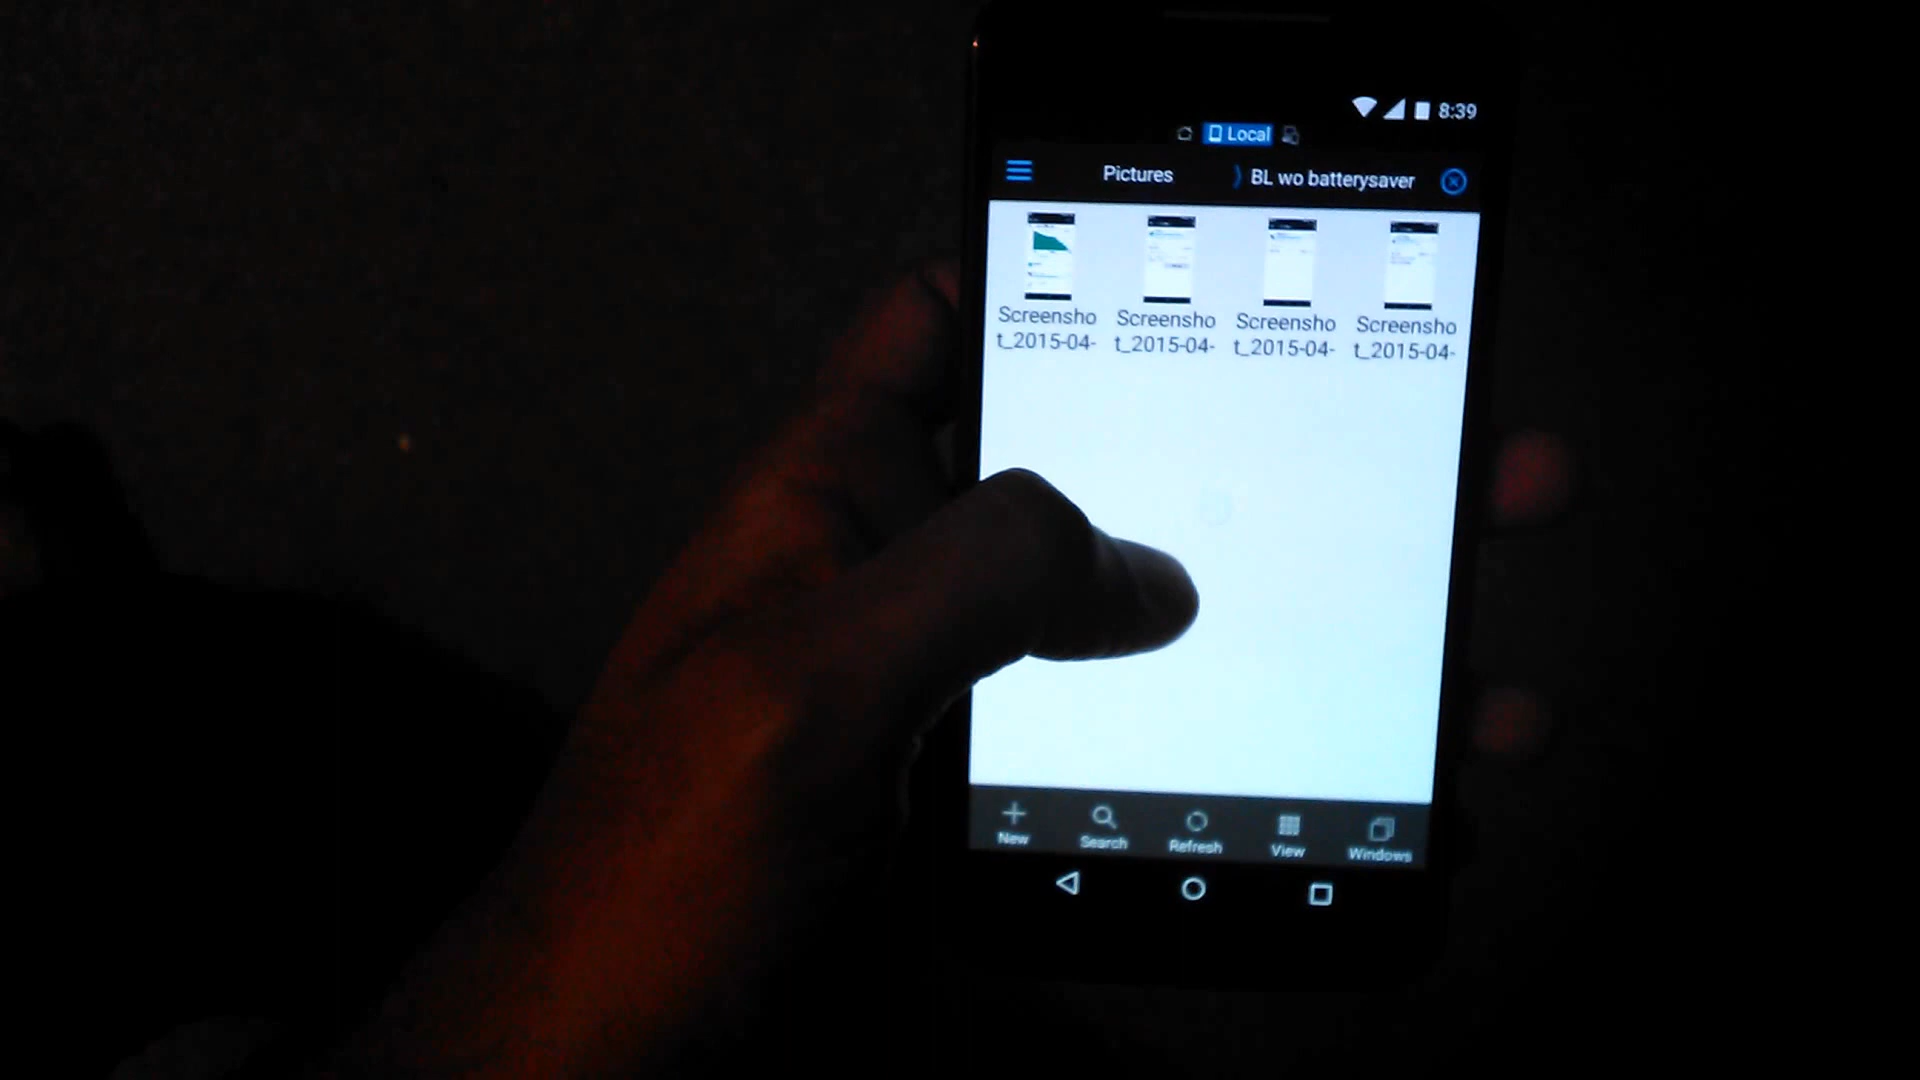 8:39
Local
Pictures
BL wo batterysaver
Screensho
t_2015-04-
Screensho
t_2015-04-
Screensho
t_2015-04-
Screensho
t_2015-04-
New
Search
Refresh
View
Windows